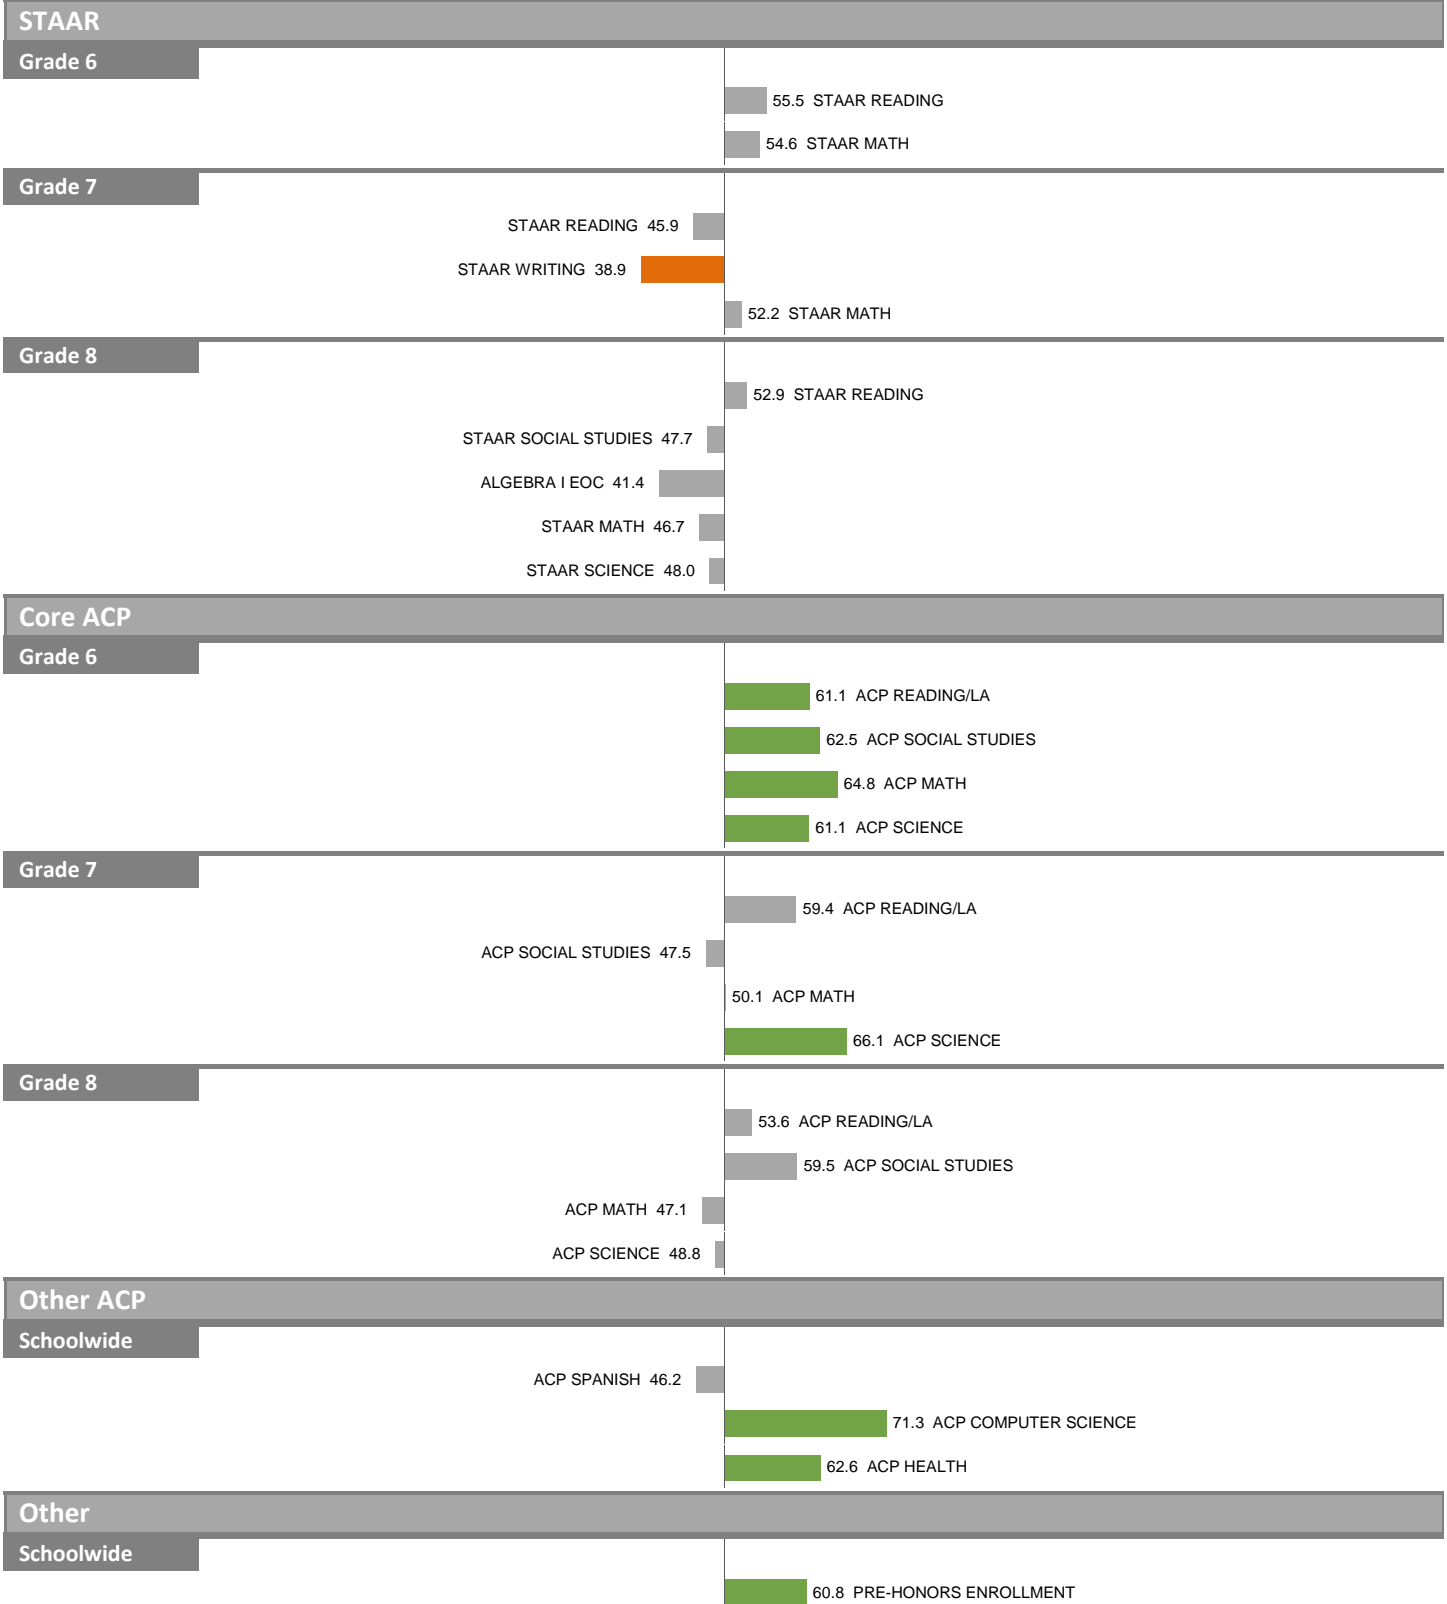 STAAR
Grade 6
55.5 STAAR READING
54.6 STAAR MATH
Grade 7
STAAR READING 45.9
STAAR WRITING 38.9
52.2 STAAR MATH
Grade 8
52.9 STAAR READING
STAAR SOCIAL STUDIES 47.7
ALGEBRA I EOC 41.4
STAAR MATH 46.7
STAAR SCIENCE 48.0
Core ACP
Grade 6
61.1 ACP READING/LA
62.5 ACP SOCIAL STUDIES
64.8 ACP MATH
61.1 ACP SCIENCE
Grade 7
59.4 ACP READING/LA
ACP SOCIAL STUDIES 47.5
50.1 ACP MATH
66.1 ACP SCIENCE
Grade 8
53.6 ACP READING/LA
59.5 ACP SOCIAL STUDIES
ACP MATH 47.1
ACP SCIENCE 48.8
Other ACP
Schoolwide
ACP SPANISH 46.2
71.3 ACP COMPUTER SCIENCE
62.6 ACP HEALTH
Other
Schoolwide
60.8 PRE-HONORS ENROLLMENT